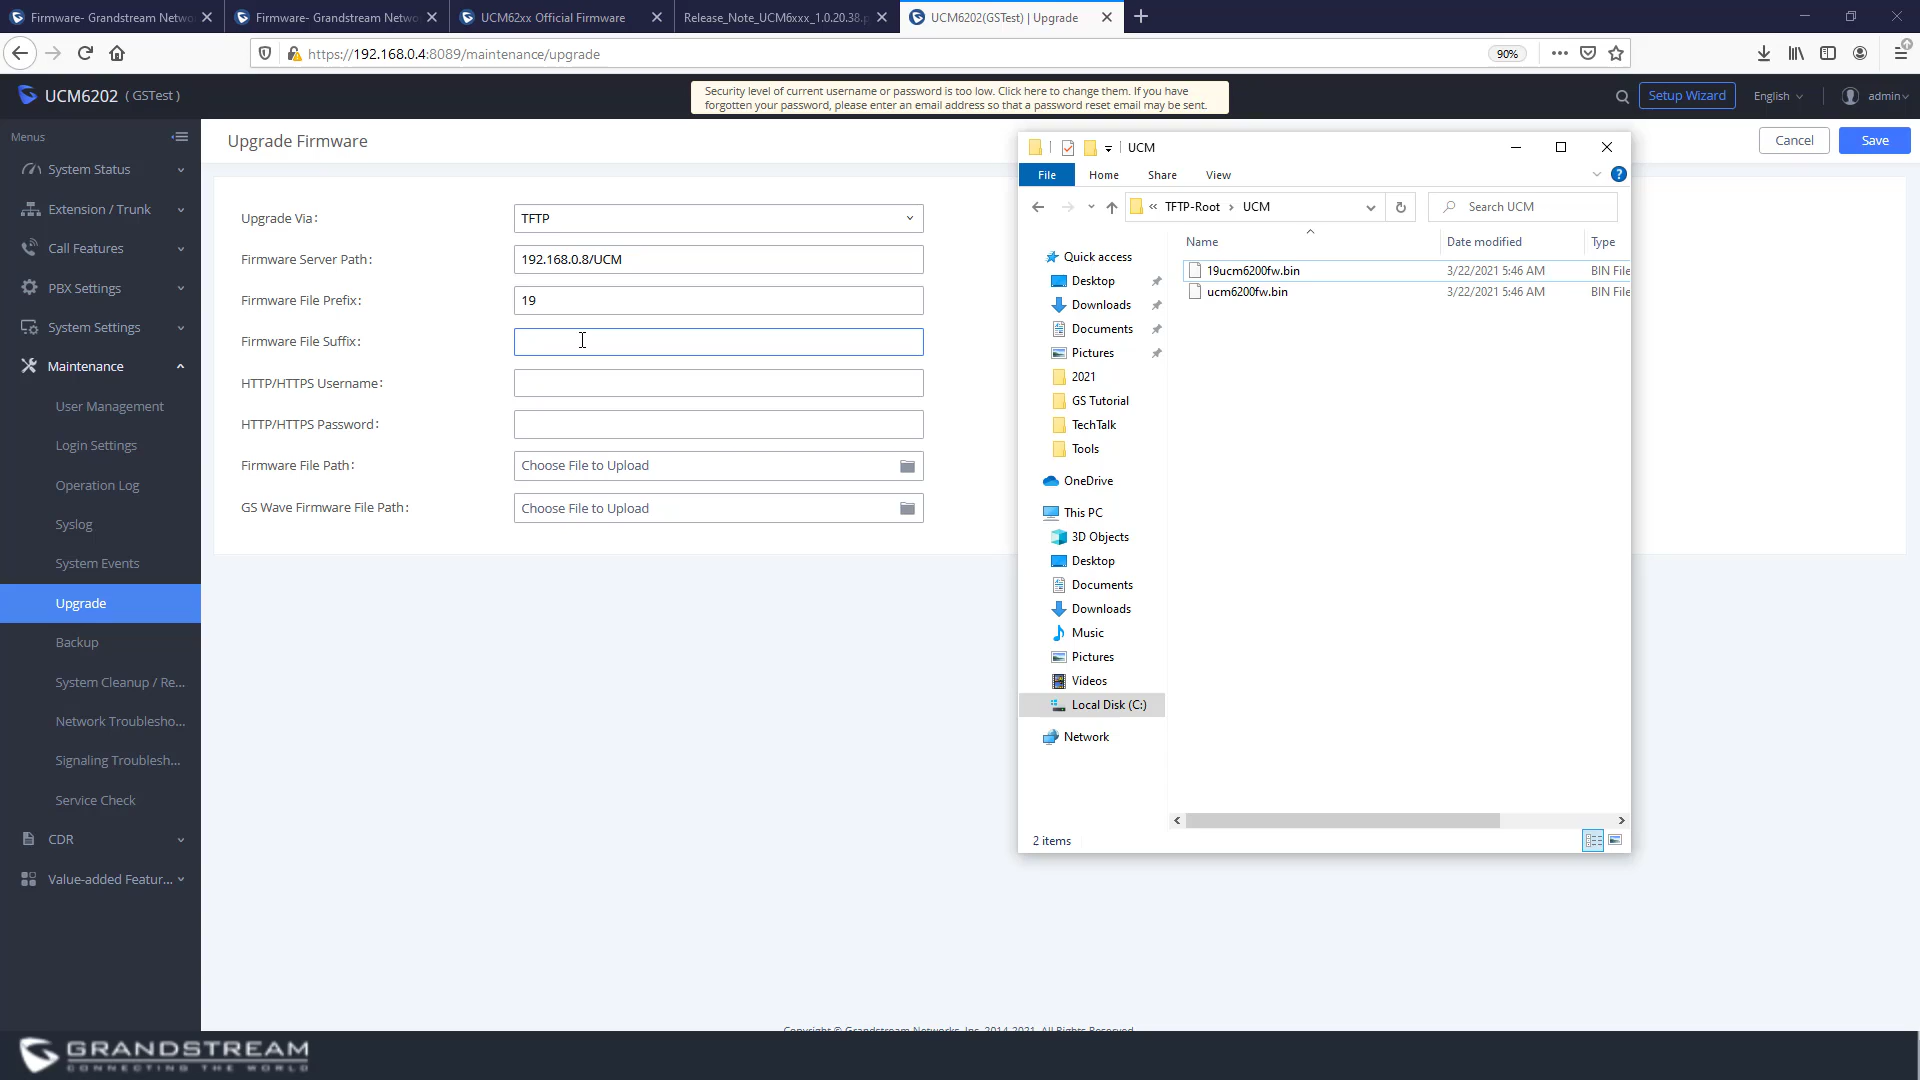 Firmware- Grandstream Netwo
Firmware- Grandstream Netwo
UCM62xx Official Firmware
Release_Note_UCM6xxx_1.0.20.38.p
UCM6202(GSTest) | Upgrade
https://192.168.0.4:8089/maintenance/upgrade
90%
UCM6202 ( GSTest )
Security level of current username or password is too low. Click here to change them. If you have
forgotten your password, please enter an email address so that a password reset email may be sent.
Setup Wizard
English
admin
Menus
System Status
Extension / Trunk
Call Features
PBX Settings
System Settings
Maintenance
User Management
Login Settings
Operation Log
Syslog
System Events
Upgrade
Backup
System Cleanup / Re...
Network Troublesho...
Signaling Troublesh...
Service Check
CDR
Value-added Featur...
Upgrade Firmware
Cancel
Save
Upgrade Via:
TFTP
Firmware Server Path:
192.168.0.8/UCM
Firmware File Prefix:
19
Firmware File Suffix:
HTTP/HTTPS Username:
HTTP/HTTPS Password:
Firmware File Path:
Choose File to Upload
GS Wave Firmware File Path:
Choose File to Upload
UCM
File
Home
Share
View
?
« TFTP-Root › UCM
Search UCM
Name
Date modified
Type
Quick access
Desktop
Downloads
Documents
Pictures
2021
GS Tutorial
TechTalk
Tools
OneDrive
This PC
3D Objects
Desktop
Documents
Downloads
Music
Pictures
Videos
Local Disk (C:)
Network
19ucm6200fw.bin
3/22/2021 5:46 AM
BIN File
ucm6200fw.bin
3/22/2021 5:46 AM
BIN File
2 items
Copyright © Grandstream Networks, Inc. 2014-2021. All Rights Reserved.
GRANDSTREAM
CONNECTING THE WORLD